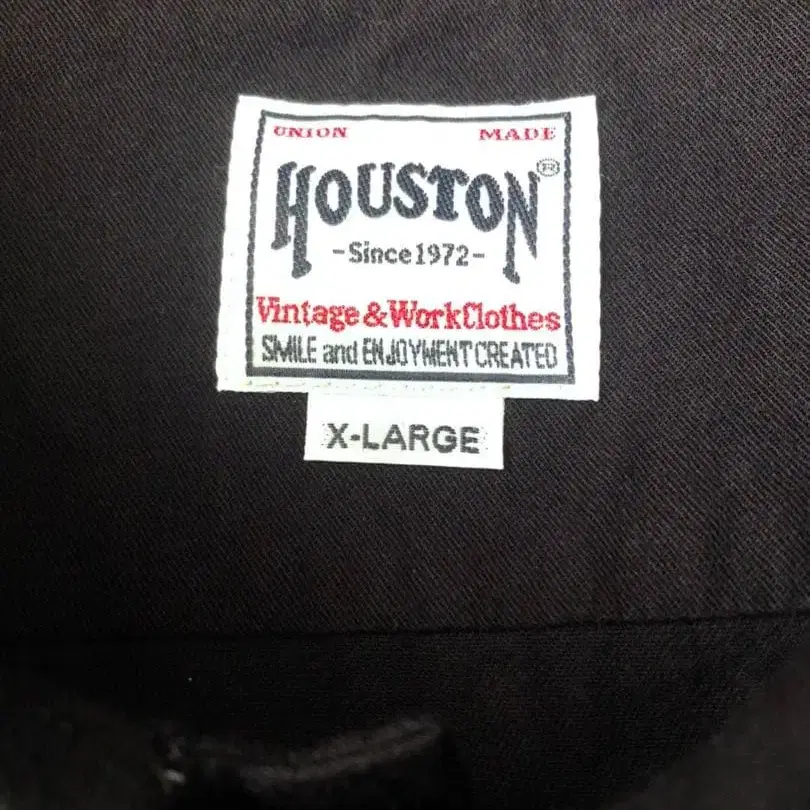 UNION MADE
HOUSTON®
-Since1972-
Vintage&WorkClothes
SMILE and ENJOYMENT CREATED
X-LARGE